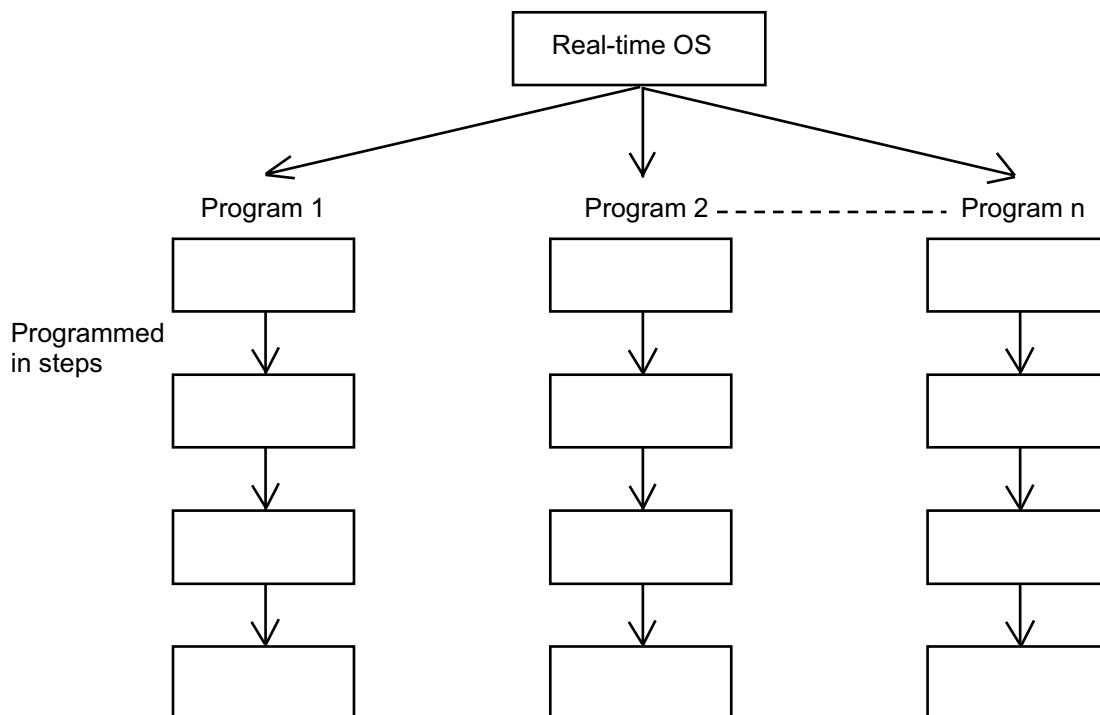 Real-time OS
Program 1
Program 2
Program n
Programmed
in steps